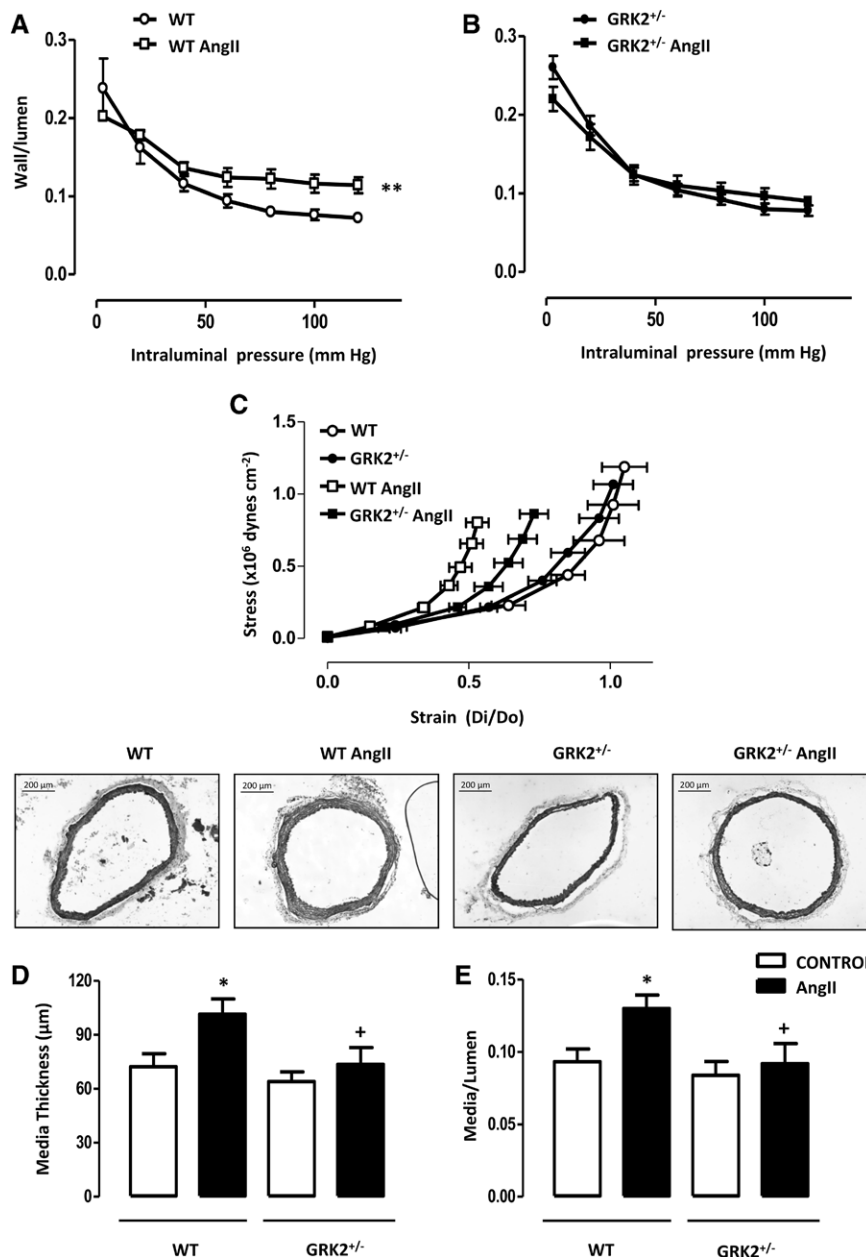 A
WT
WT AngII
0.3
0.2
0.1
0.0
Wall/lumen
**
0 50 100
Intraluminal pressure (mm Hg)
B
GRK2+/-
GRK2+/- AngII
0.3
0.2
0.1
0.0
0 50 100
Intraluminal pressure (mm Hg)
C
WT
GRK2+/-
WT AngII
GRK2+/- AngII
1.5
1.0
0.5
0.0
Stress (x10⁶ dynes cm⁻²)
0.0 0.5 1.0
Strain (Di/Do)
WT WT AngII GRK2+/- GRK2+/- AngII
200 µm 200 µm 200 µm 200 µm
D
120
90
60
30
0
Media Thickness (µm)
*
+
WT GRK2+/-
E
CONTROL
AngII
0.15
0.10
0.05
0.00
Media/Lumen
*
+
WT GRK2+/-